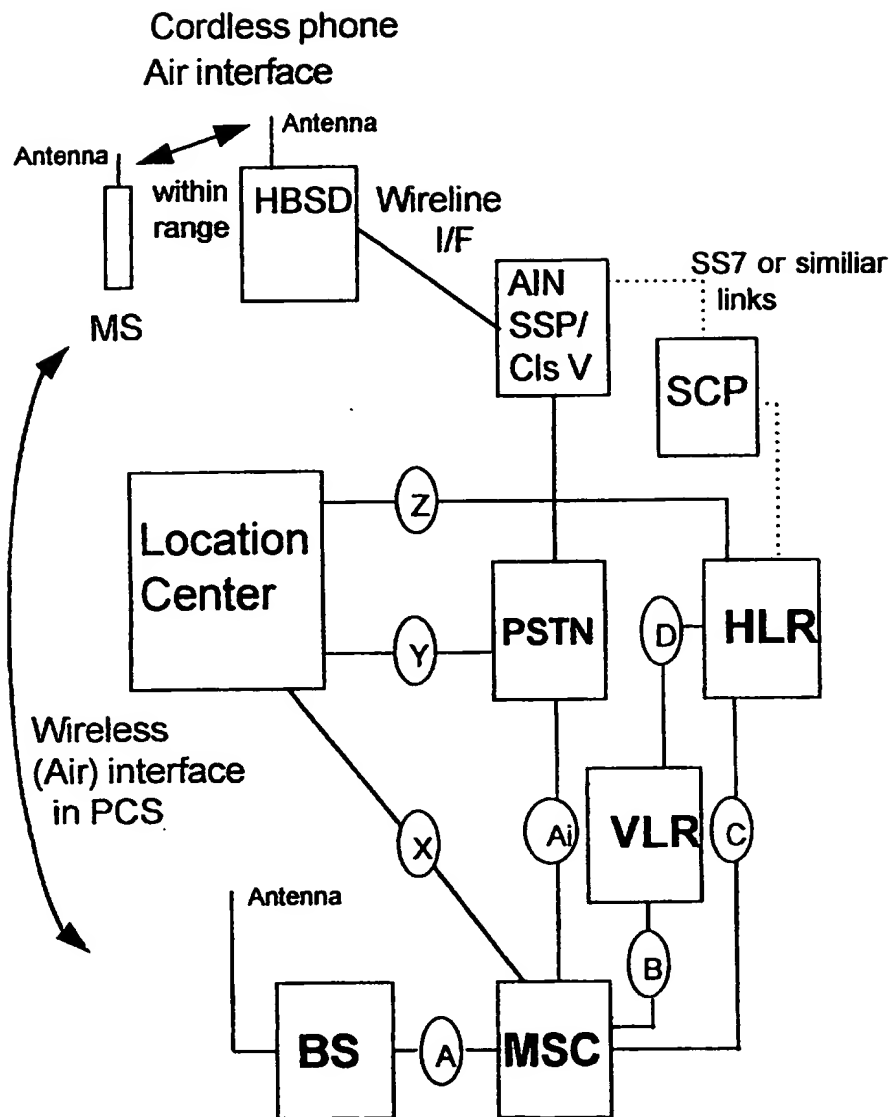 Cordless phone
Air interface
Antenna
Antenna
within
range
HBSD
Wireline
I/F
MS
AIN
SSP/
Cls V
SS7 or similiar
links
SCP
Z
Location
Center
PSTN
HLR
D
Y
Wireless
(Air) interface
in PCS
X
Ai
VLR
C
Antenna
B
BS
A
MSC